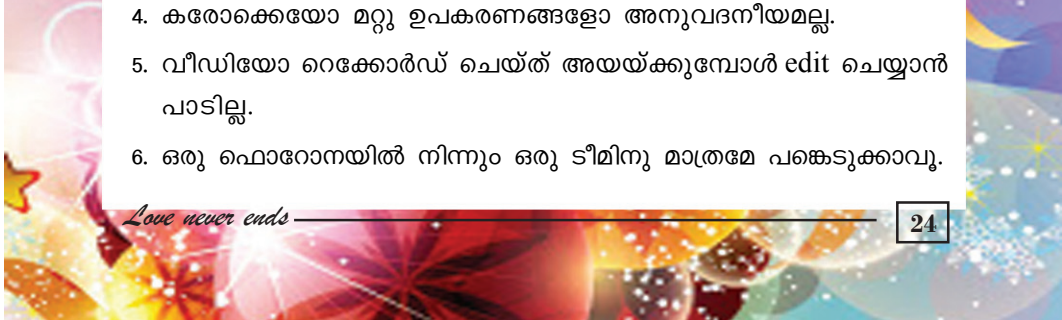 4. കരോക്കെയോ മറ്റു ഉപകരണങ്ങളോ അനുവദനീയമല്ല.
5. വീഡിയോ റെക്കോർഡ് ചെയ്ത് അയയ്ക്കുമ്പോൾ edit ചെയ്യാൻ
പാടില്ല.
6. ഒരു ഫൊറോനയിൽ നിന്നും ഒരു ടീമിനു മാത്രമേ പങ്കെടുക്കാവൂ.
Love never ends 24